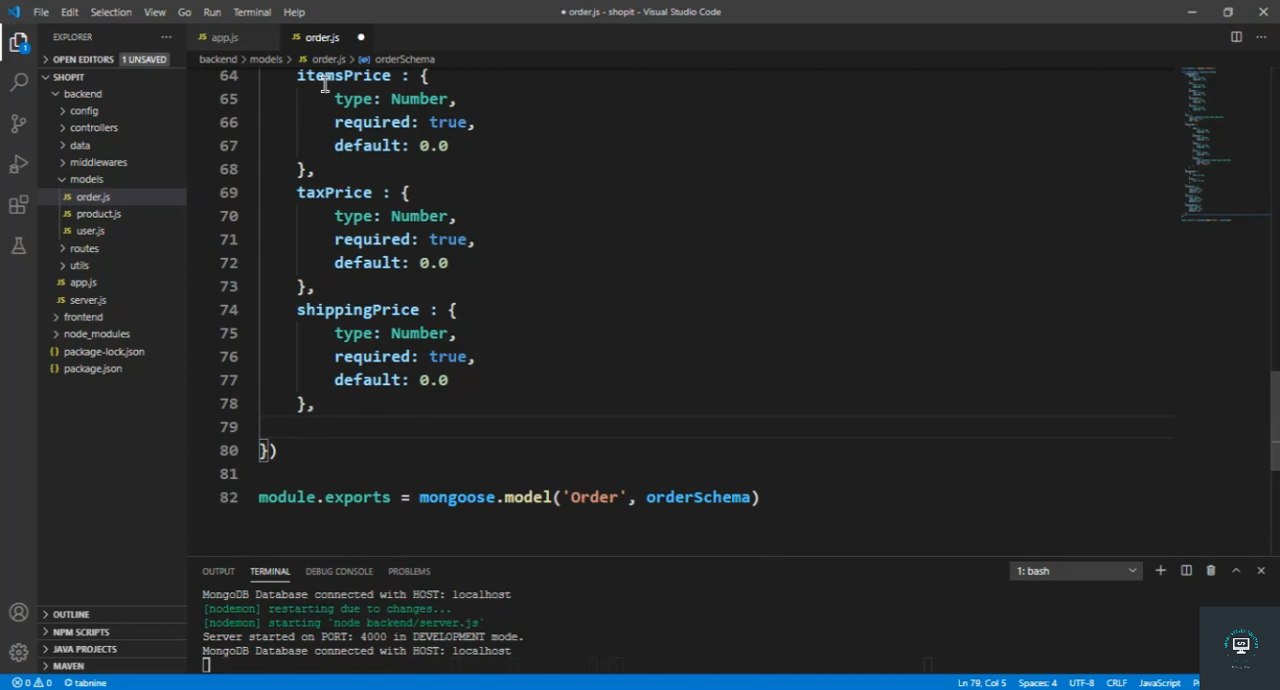 File Edit Selection View Go Run Terminal Help
● order.js - shopit - Visual Studio Code
EXPLORER
OPEN EDITORS 1 UNSAVED
SHOPIT
backend
config
controllers
data
middlewares
models
JS order.js
JS product.js
JS user.js
routes
utils
JS app.js
JS server.js
frontend
node_modules
{} package-lock.json
{} package.json
OUTLINE
NPM SCRIPTS
JAVA PROJECTS
MAVEN
JS app.js JS order.js ●
backend > models > JS order.js > orderSchema
64 itemsPrice : {
65 type: Number,
66 required: true,
67 default: 0.0
68 },
69 taxPrice : {
70 type: Number,
71 required: true,
72 default: 0.0
73 },
74 shippingPrice : {
75 type: Number,
76 required: true,
77 default: 0.0
78 },
79
80 })
81
82 module.exports = mongoose.model('Order', orderSchema)
OUTPUT TERMINAL DEBUG CONSOLE PROBLEMS
1: bash
MongoDB Database connected with HOST: localhost
[nodemon] restarting due to changes...
[nodemon] starting `node backend/server.js`
Server started on PORT: 4000 in DEVELOPMENT mode.
MongoDB Database connected with HOST: localhost
0 0 tabnine
Ln 79, Col 5 Spaces: 4 UTF-8 CRLF JavaScript